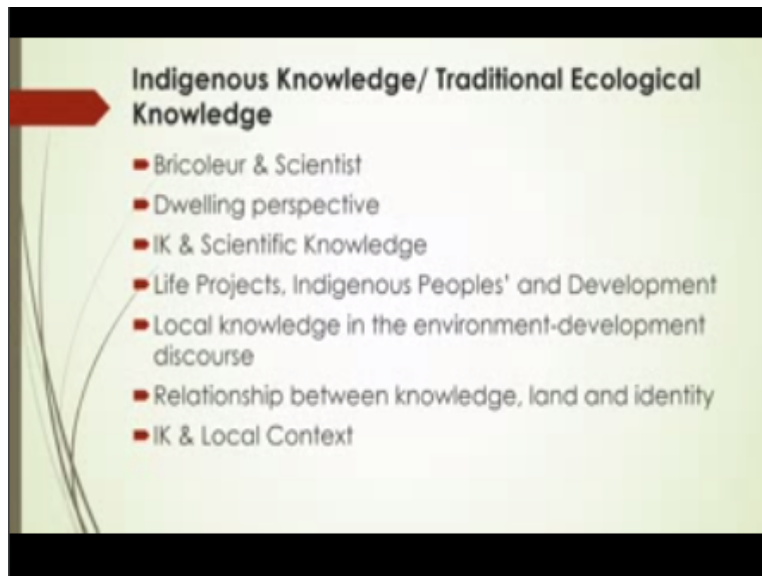 Indigenous Knowledge/ Traditional Ecological
Knowledge
Bricoleur & Scientist
Dwelling perspective
IK & Scientific Knowledge
Life Projects, Indigenous Peoples' and Development
Local knowledge in the environment-development
discourse
Relationship between knowledge, land and identity
IK & Local Context